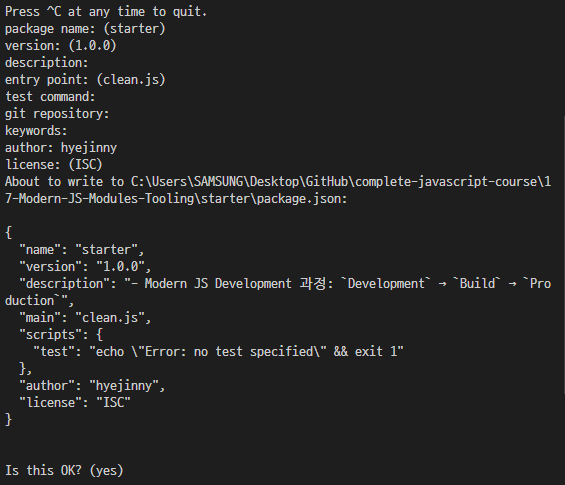 Press ^C at any time to quit.
package name: (starter)
version: (1.0.0)
description:
entry point: (clean.js)
test command:
git repository:
keywords:
author: hyejinny
license: (ISC)
About to write to C:\Users\SAMSUNG\Desktop\GitHub\complete-javascript-course\1
7-Modern-JS-Modules-Tooling\starter\package.json:

{
  "name": "starter",
  "version": "1.0.0",
  "description": "- Modern JS Development 과정: `Development` → `Build` → `Pro
duction`",
  "main": "clean.js",
  "scripts": {
    "test": "echo \"Error: no test specified\" && exit 1"
  },
  "author": "hyejinny",
  "license": "ISC"
}

Is this OK? (yes)